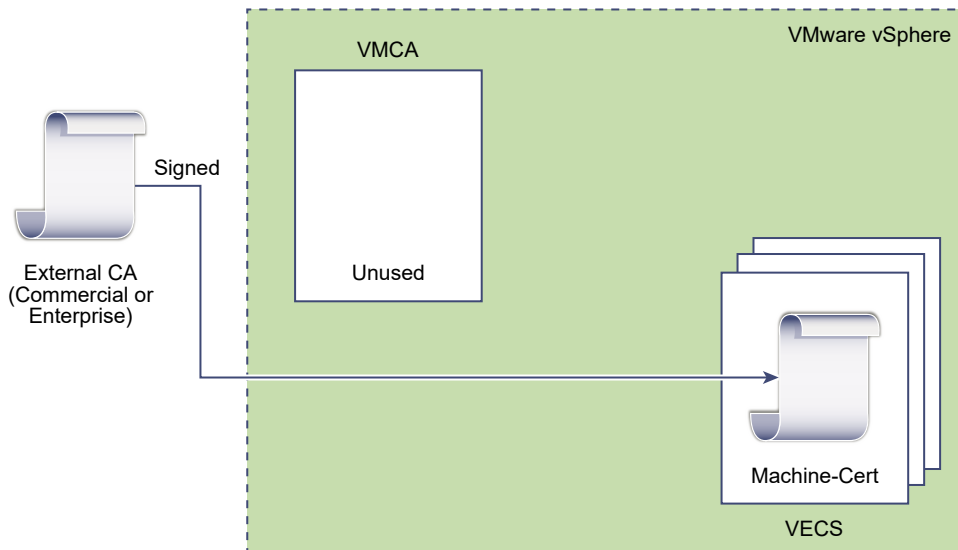 VMware vSphere
VMCA
Signed
Unused
External CA
(Commercial or
Enterprise)
Machine-Cert
VECS